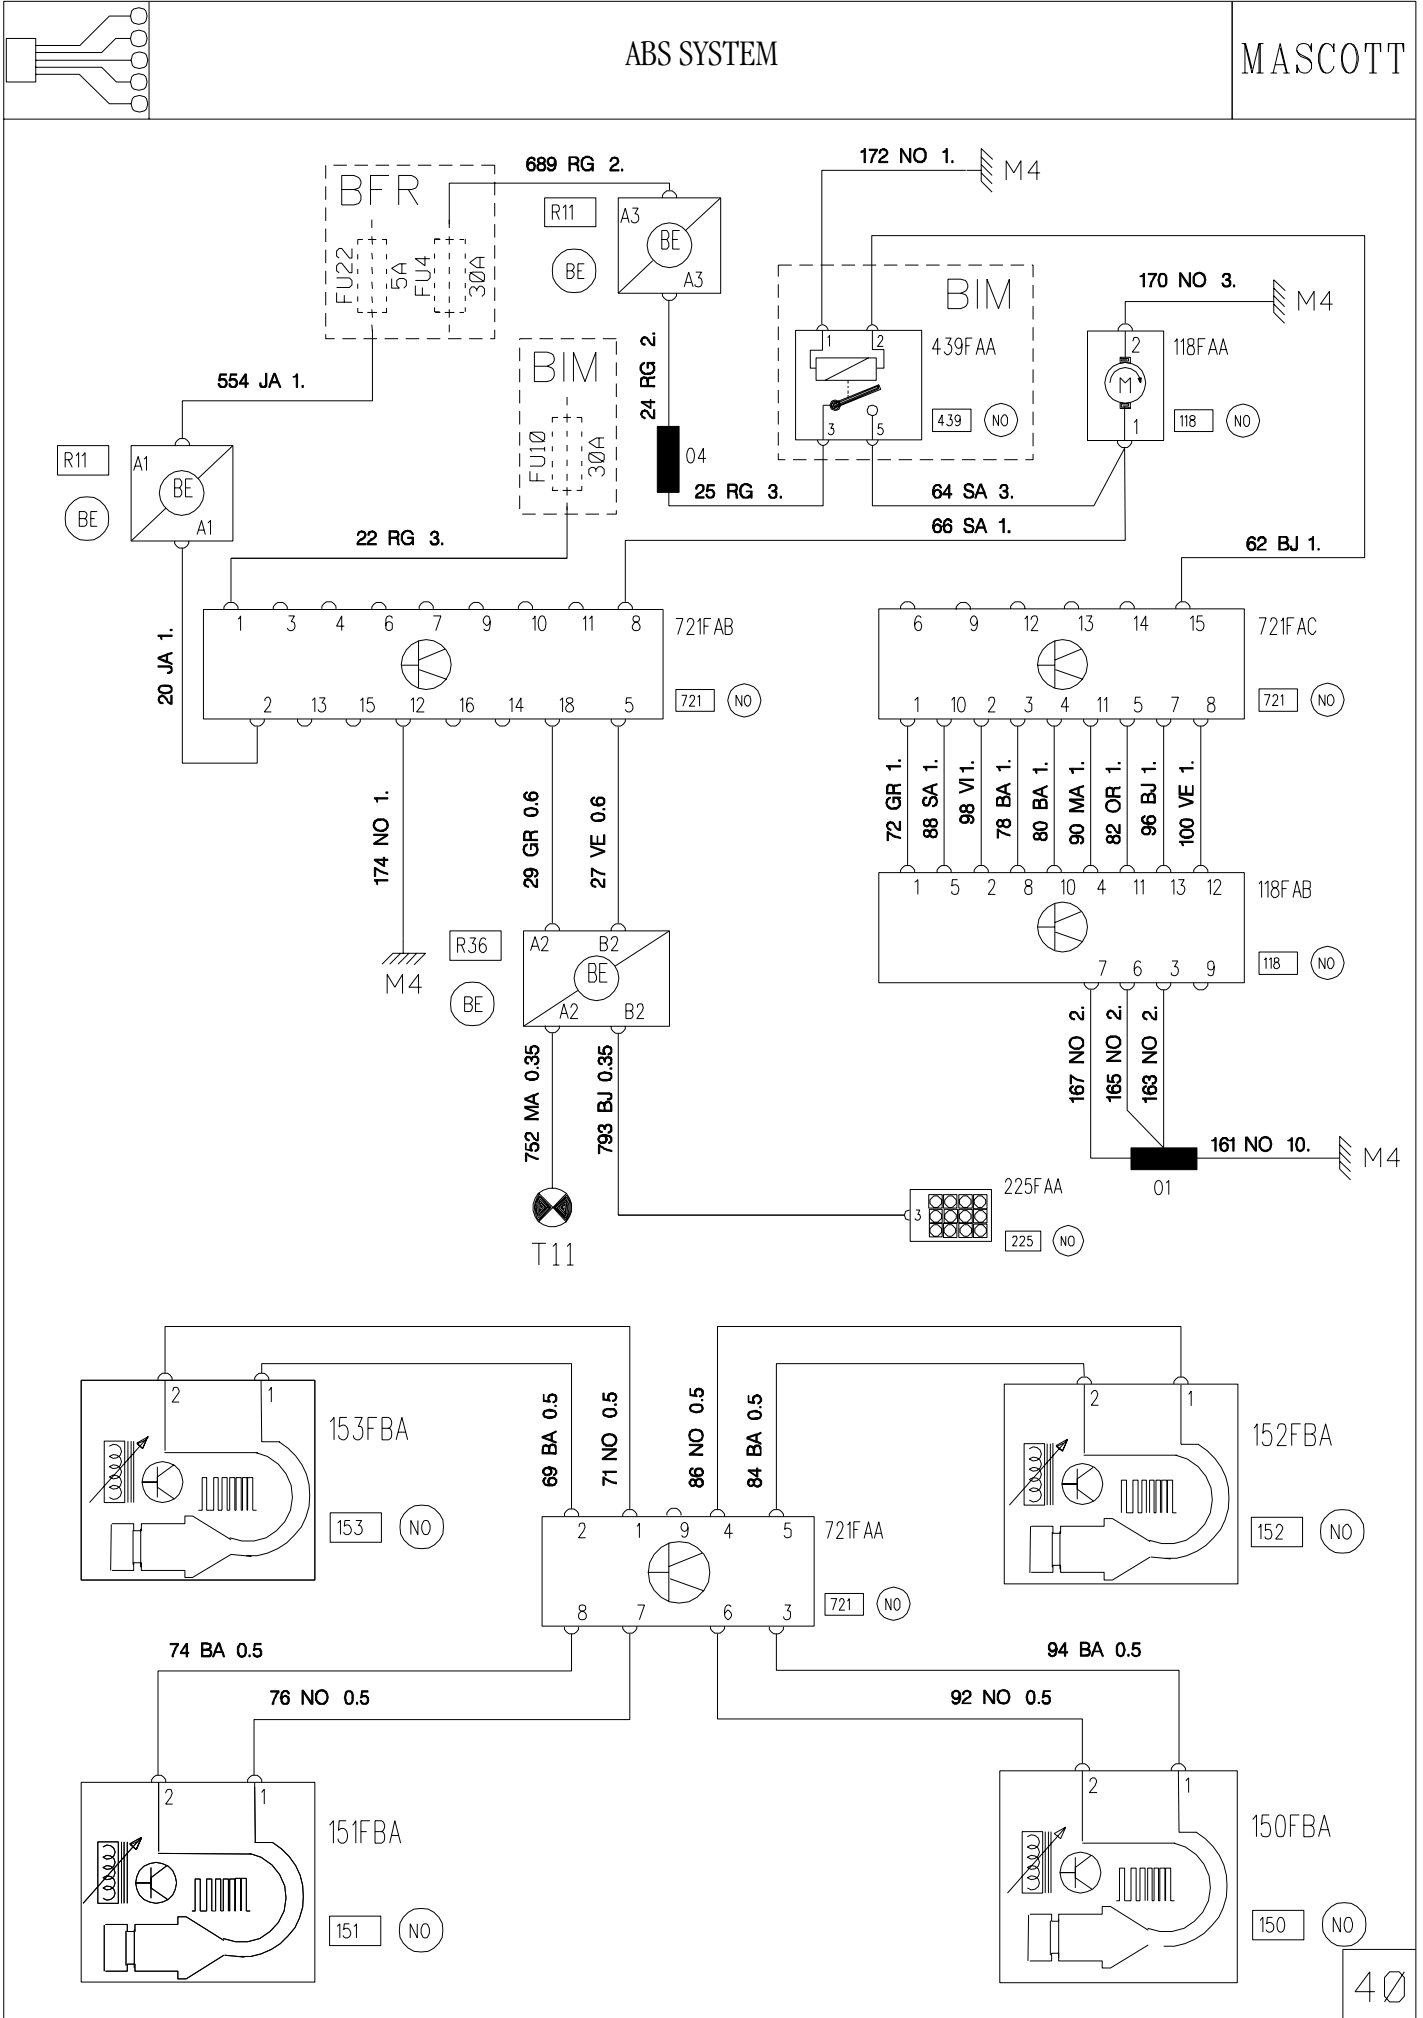 ABS SYSTEM
MASCOTT
689 RG 2.
172 NO 1.
M4
BFR
R11
A3
BE
BE
A3
FU22
5A
FU4
30A
BIM
170 NO 3.
M4
1
2
439FAA
3
5
439
NO
2
118FAA
M
1
118
NO
554 JA 1.
BIM
FU10
30A
24 RG 2.
04
25 RG 3.
64 SA 3.
R11
A1
BE
BE
A1
22 RG 3.
66 SA 1.
62 BJ 1.
20 JA 1.
1 3 4 6 7 9 10 11 8
721FAB
2 13 15 12 16 14 18 5
721
NO
6 9 12 13 14 15
721FAC
1 10 2 3 4 11 5 7 8
721
NO
174 NO 1.
29 GR 0.6
27 VE 0.6
72 GR 1.
88 SA 1.
98 VI 1.
78 BA 1.
80 BA 1.
90 MA 1.
82 OR 1.
96 BJ 1.
100 VE 1.
1 5 2 8 10 4 11 13 12
118FAB
7 6 3 9
118
NO
M4
R36
A2 B2
BE
BE
A2 B2
752 MA 0.35
793 BJ 0.35
167 NO 2.
165 NO 2.
163 NO 2.
161 NO 10.
M4
01
T11
3
225FAA
225
NO
2 1
153FBA
153
NO
69 BA 0.5
71 NO 0.5
86 NO 0.5
84 BA 0.5
2 1
152FBA
152
NO
2 1 9 4 5
721FAA
8 7 6 3
721
NO
74 BA 0.5
76 NO 0.5
94 BA 0.5
92 NO 0.5
2 1
151FBA
151
NO
2 1
150FBA
150
NO
40